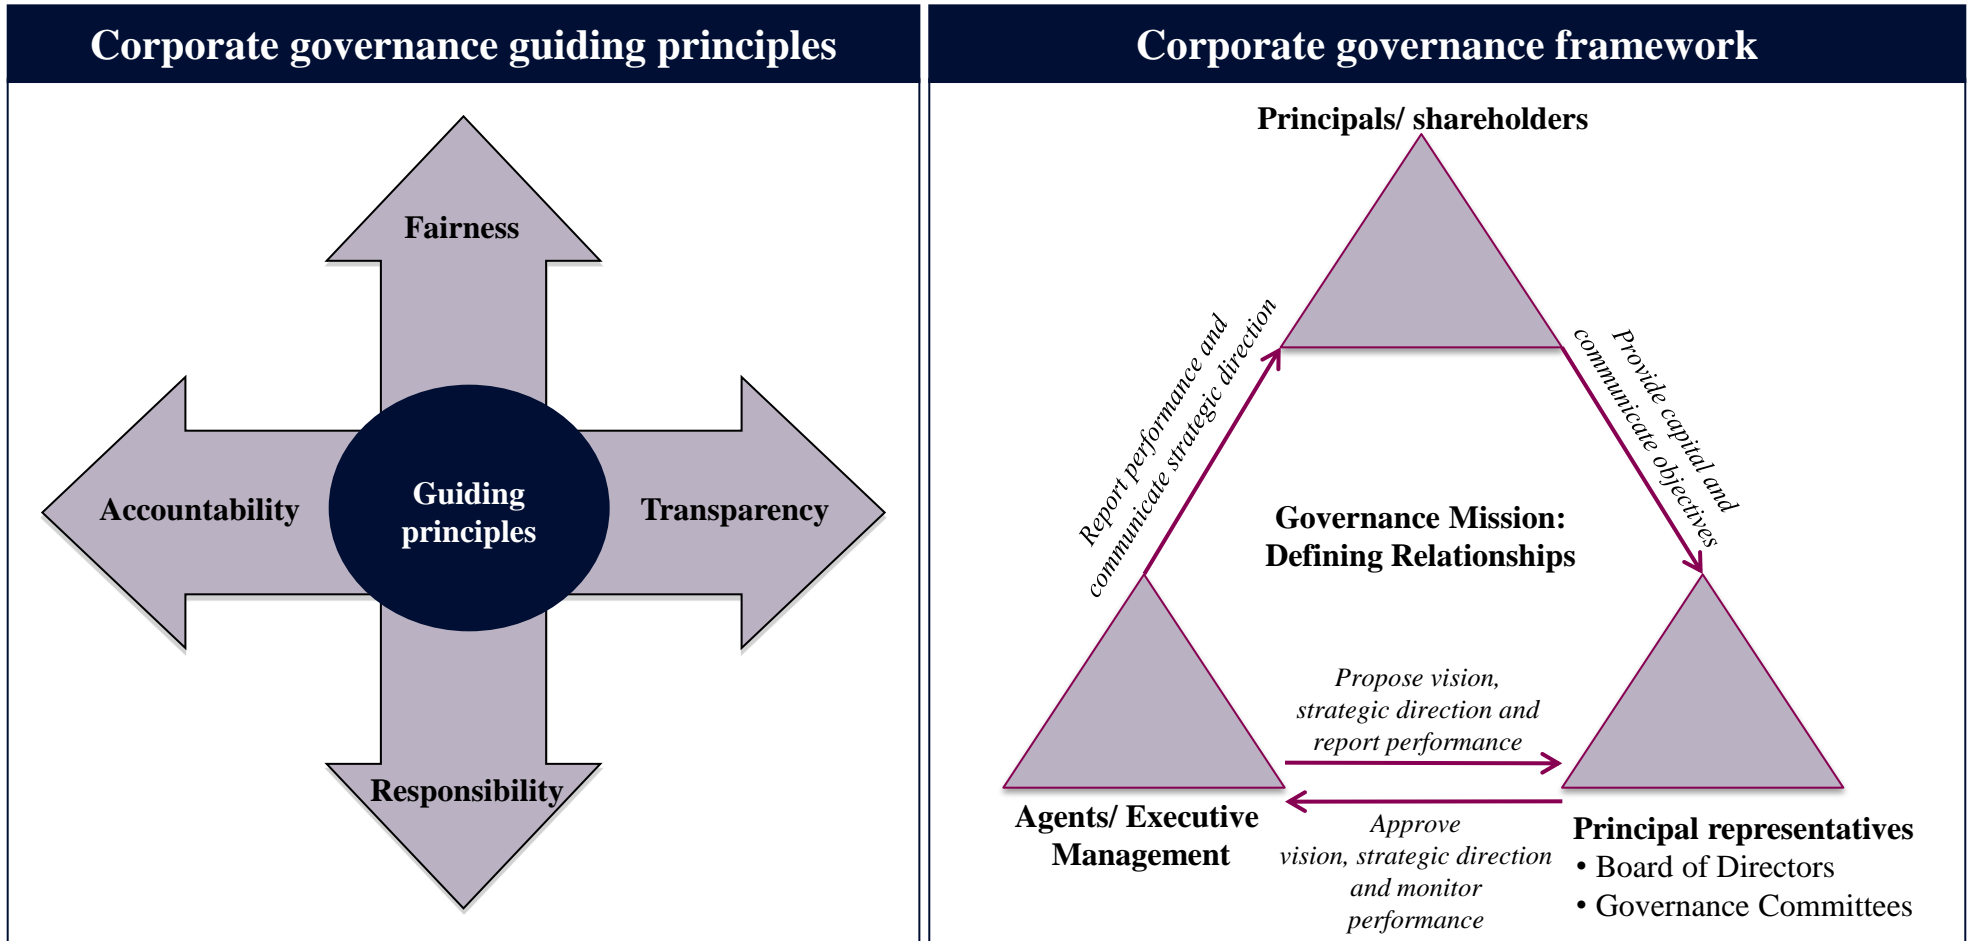 Corporate governance guiding principles
Fairness
Accountability
Guiding
principles
Transparency
Responsibility
Corporate governance framework
Principals/ shareholders
Report performance and
communicate strategic direction
Provide capital and
communicate objectives
Governance Mission:
Defining Relationships
Propose vision,
strategic direction and
report performance
Agents/ Executive
Management
Approve
vision, strategic direction
and monitor
performance
Principal representatives
• Board of Directors
• Governance Committees